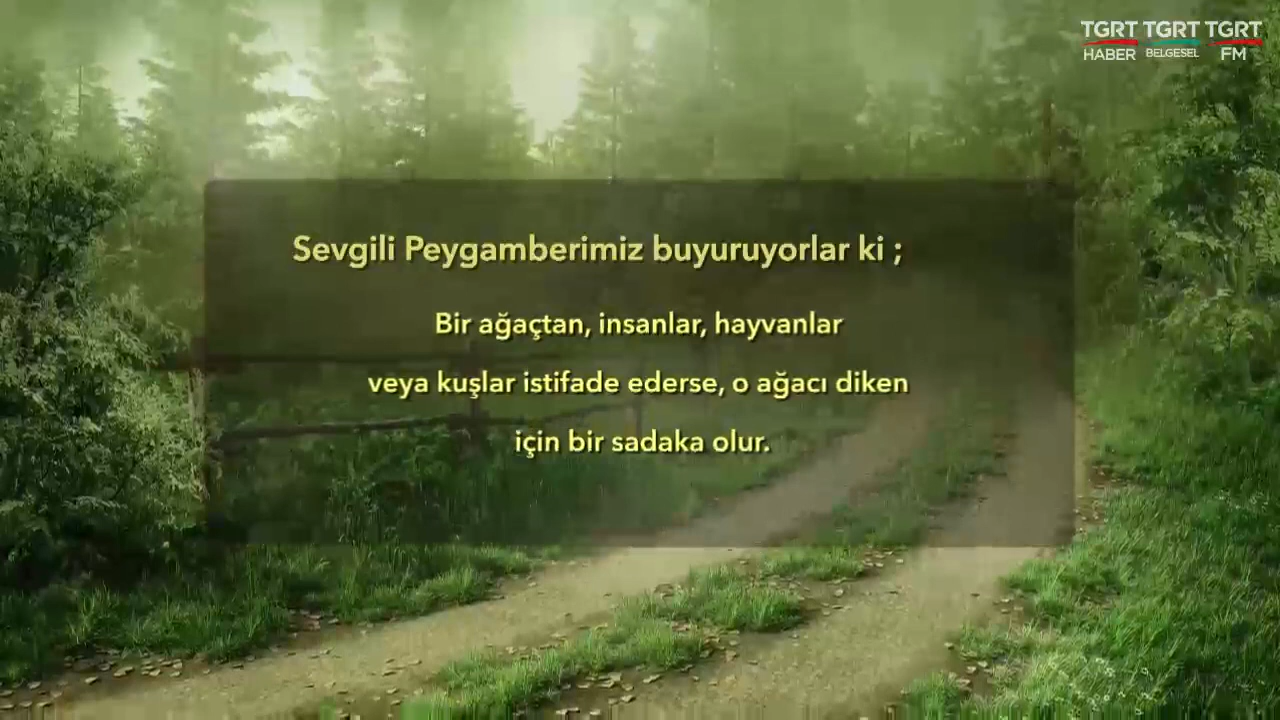 TGRT TGRT TGRT
HABER BELGESEL FM
Sevgili Peygamberimiz buyuruyorlar ki ;
Bir ağaçtan, insanlar, hayvanlar
veya kuşlar istifade ederse, o ağacı diken
için bir sadaka olur.